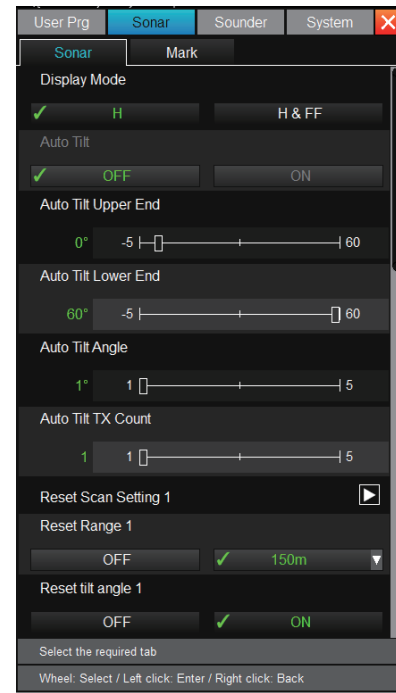 User Prg Sonar Sounder System
Sonar Mark
Display Mode
H H & FF
Auto Tilt
OFF ON
Auto Tilt Upper End
0° -5 60
Auto Tilt Lower End
60° -5 60
Auto Tilt Angle
1° 1 5
Auto Tilt TX Count
1 1 5
Reset Scan Setting 1
Reset Range 1
OFF 150m
Reset tilt angle 1
OFF ON
Select the required tab
Wheel: Select / Left click: Enter / Right click: Back